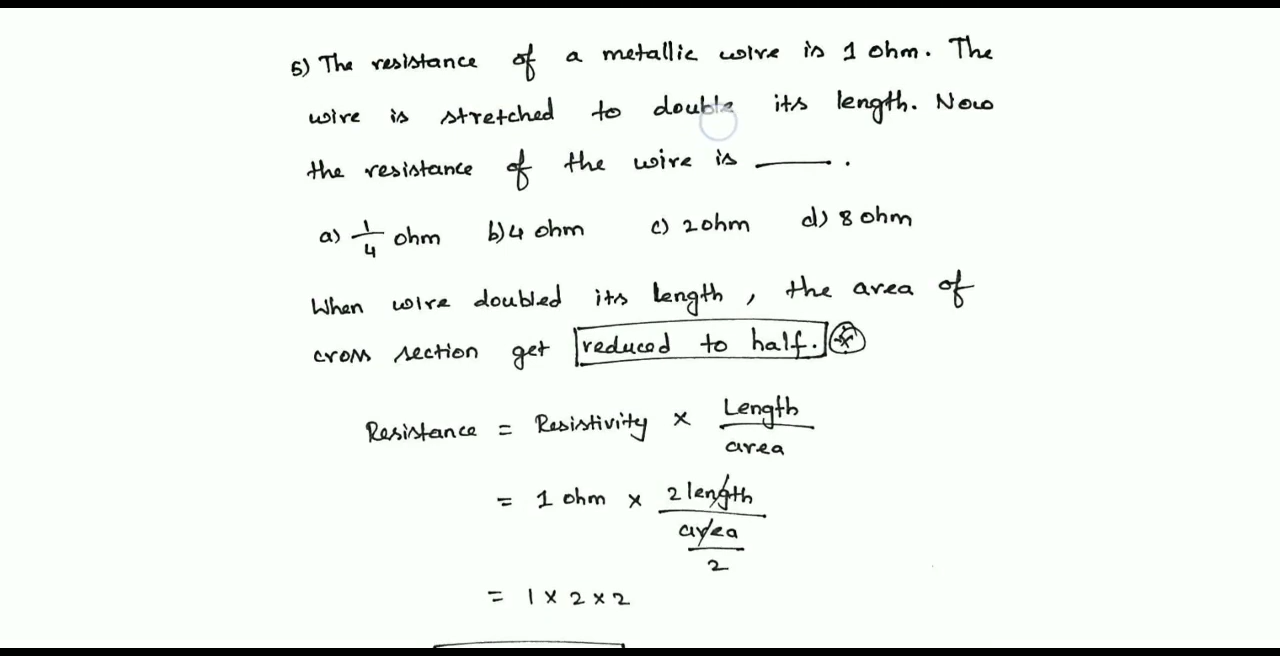 5) The resistance of a metallic wire is 1 ohm. The
wire is stretched to double its length. Now
the resistance of the wire is ____.
a) 1/4 ohm b) 4 ohm c) 2 ohm d) 8 ohm
When wire doubled its length, the area of
cross section get reduced to half.
Resistance = Resistivity × Length/area
= 1 ohm × 2 length/(area/2)
= 1 × 2 × 2